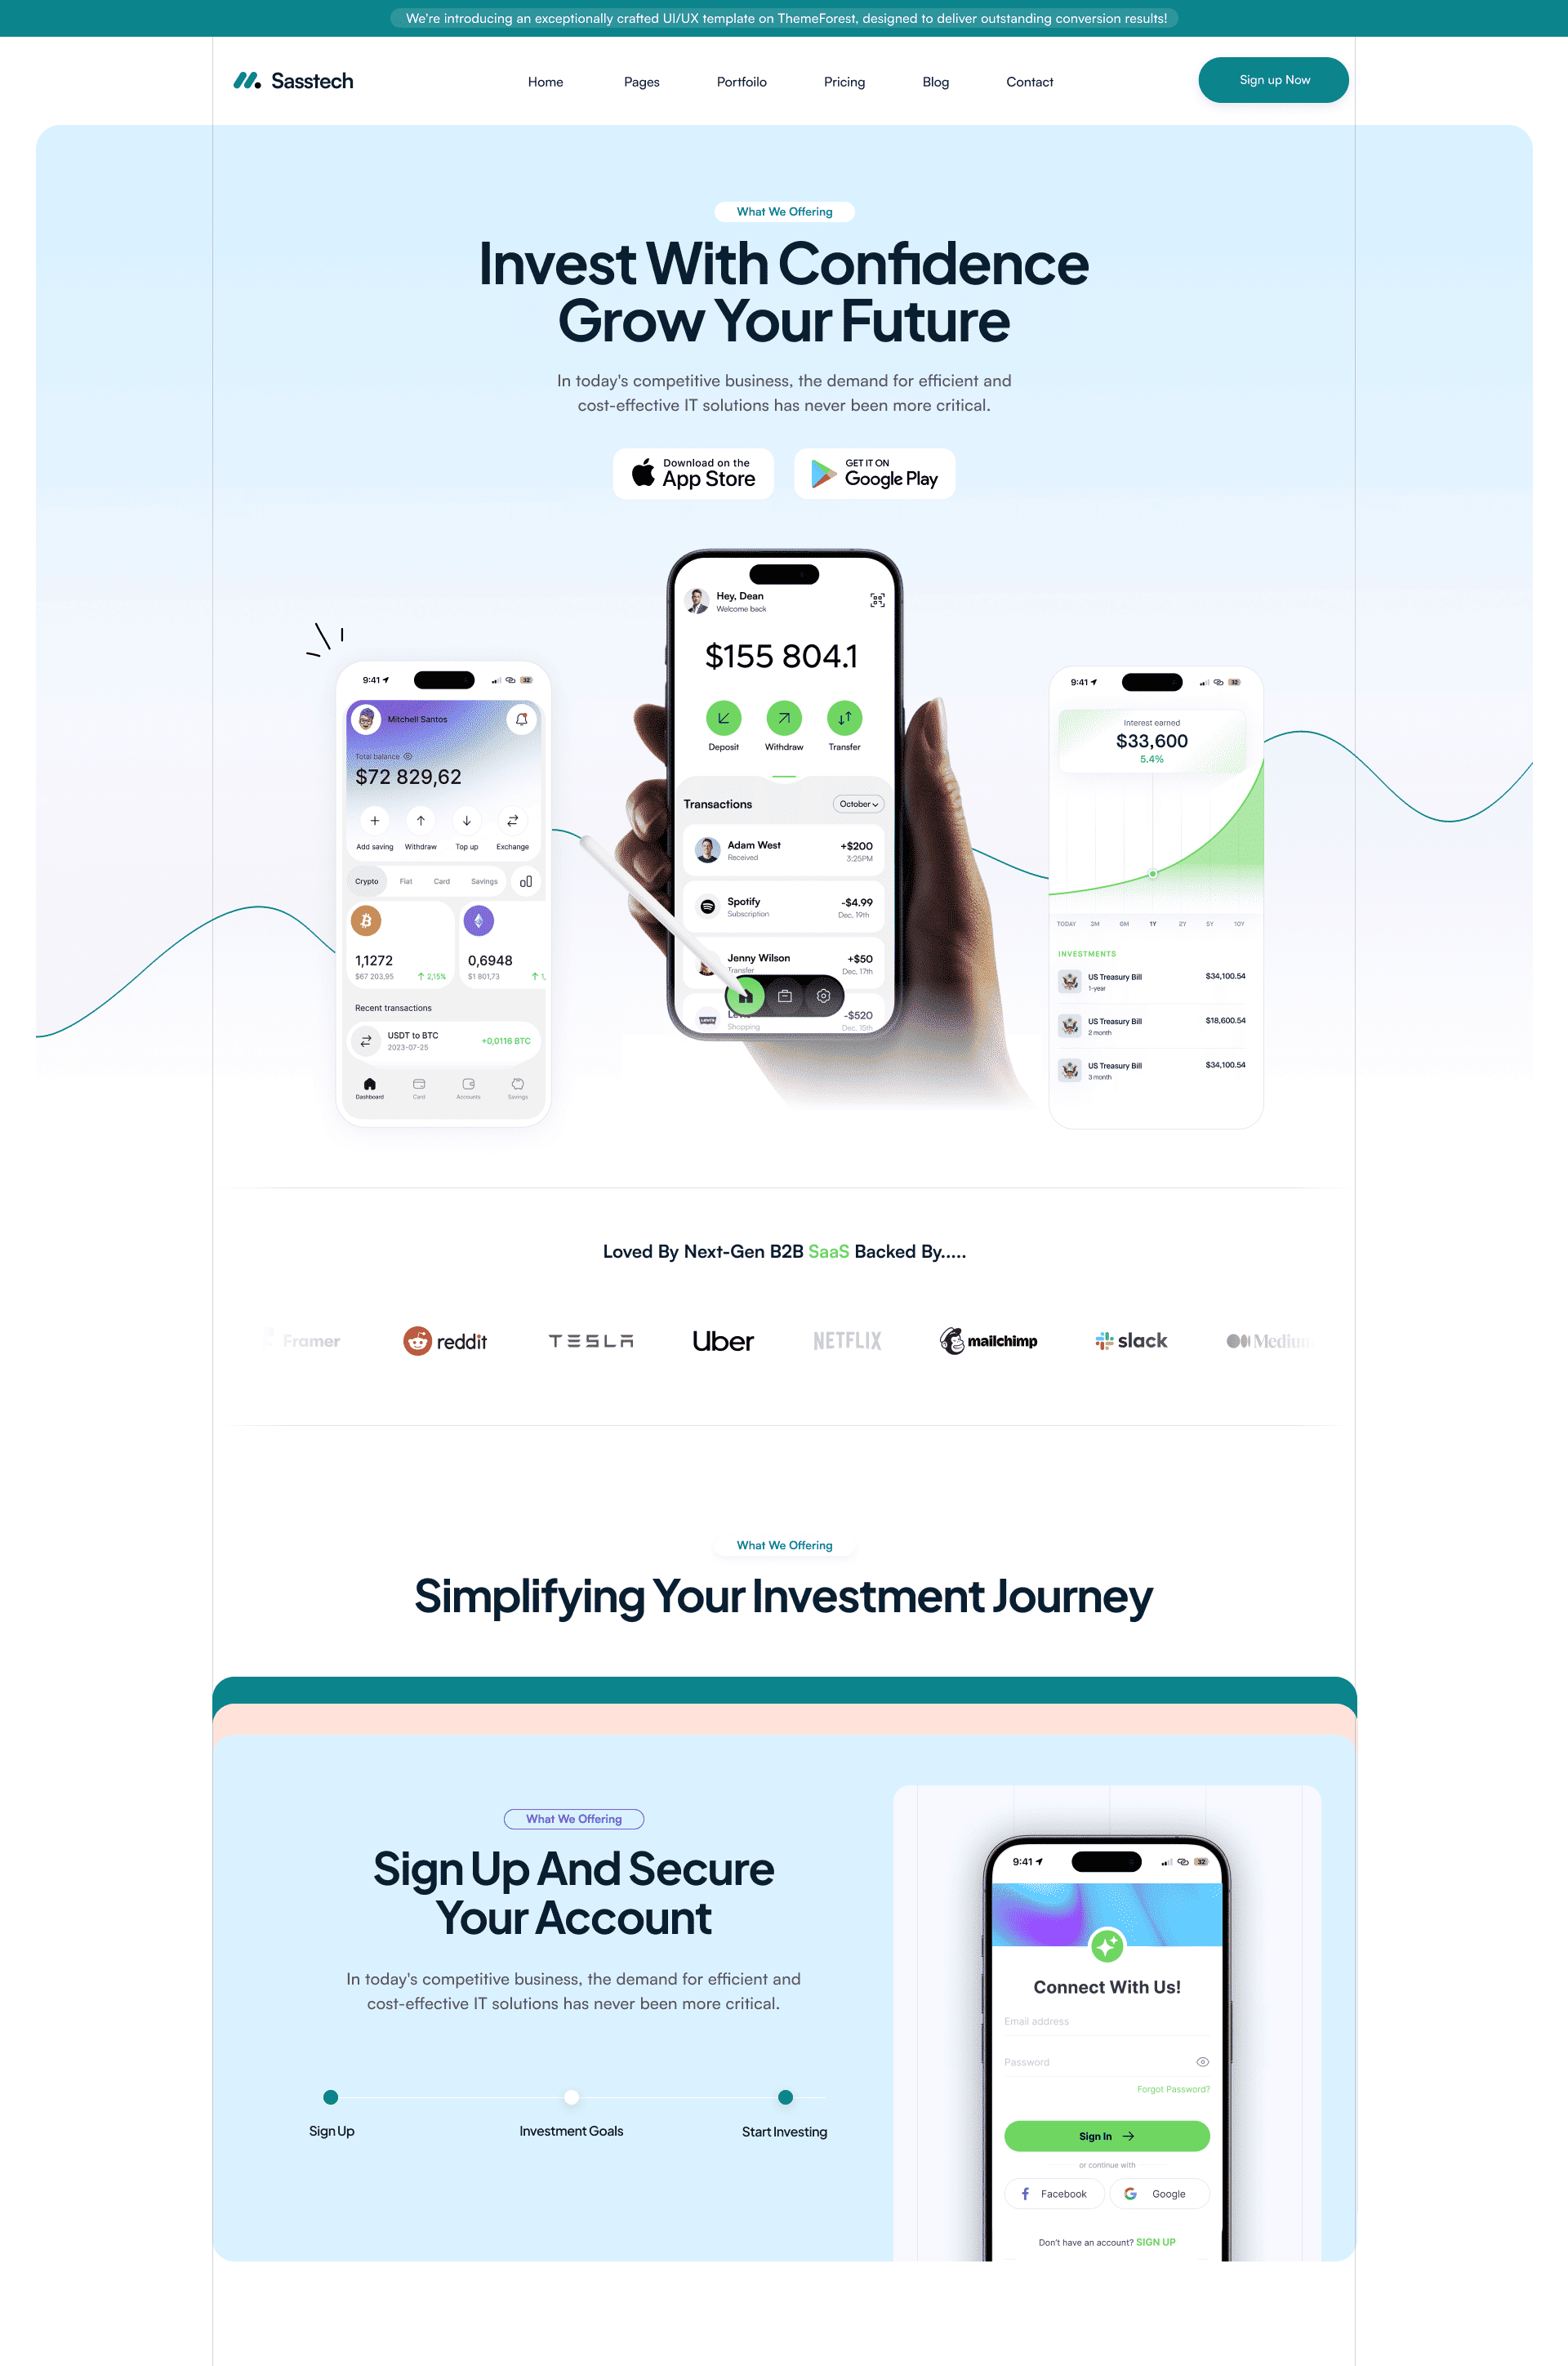 We're introducing an exceptionally crafted UI/UX template on ThemeForest, designed to deliver outstanding conversion results!
Sasstech
Home
Pages
Portfoilo
Pricing
Blog
Contact
Sign up Now
What We Offering
Invest With Confidence
Grow Your Future
In today's competitive business, the demand for efficient and
cost-effective IT solutions has never been more critical.
Download on the
App Store
GET IT ON
Google Play
9:41
32
Mitchell Santos
Total balance
$72 829,62
Add saving
Withdraw
Top up
Exchange
Crypto
Fiat
Card
Savings
1,1272
$67 203,95
2,15%
0,6948
$1 801,73
1,
Recent transactions
USDT to BTC
2023-07-25
+0,0116 BTC
Dashboard
Card
Accounts
Savings
Hey, Dean
Welcome back
$155 804.1
Deposit
Withdraw
Transfer
Transactions
October
Adam West
Received
+$200
3:25PM
Spotify
Subscription
-$4.99
Dec, 19th
Jenny Wilson
Transfer
+$50
Dec, 17th
Levis
Shopping
-$520
Dec, 15th
9:41
32
Interest earned
$33,600
5.4%
TODAY
3M
6M
1Y
2Y
5Y
10Y
INVESTMENTS
US Treasury Bill
1-year
$34,100.54
US Treasury Bill
2 month
$18,600.54
US Treasury Bill
3 month
$34,100.54
Loved By Next-Gen B2B SaaS Backed By.....
Framer
reddit
TESLA
Uber
NETFLIX
mailchimp
slack
Medium
What We Offering
Simplifying Your Investment Journey
What We Offering
Sign Up And Secure
Your Account
In today's competitive business, the demand for efficient and
cost-effective IT solutions has never been more critical.
Sign Up
Investment Goals
Start Investing
9:41
32
Connect With Us!
Email address
Password
Forgot Password?
Sign In
or continue with
Facebook
Google
Don't have an account? SIGN UP